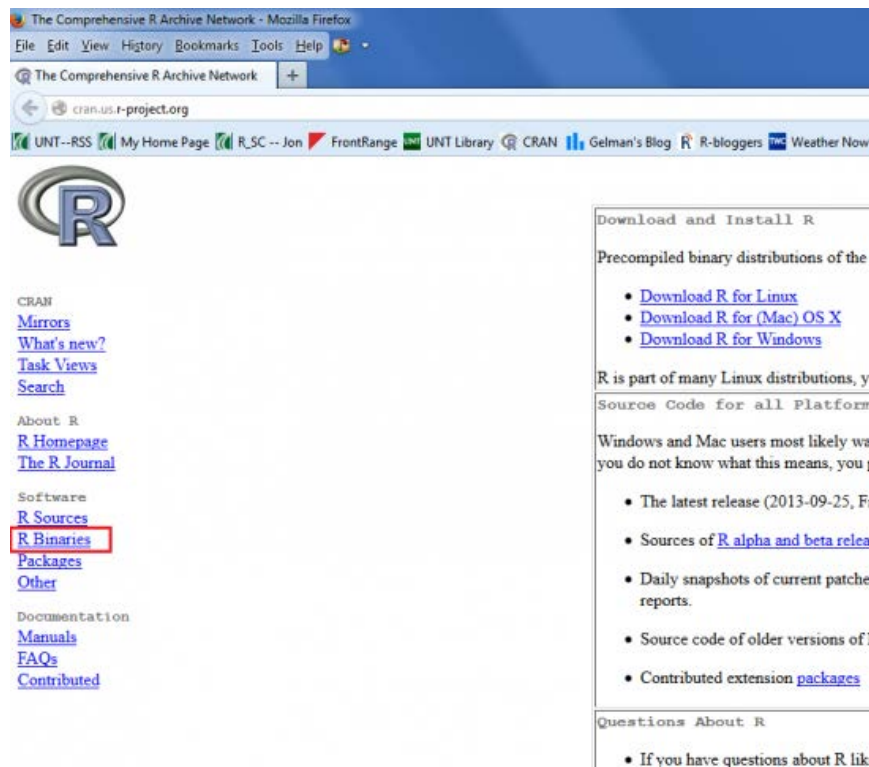 The Comprehensive R Archive Network - Mozilla Firefox
File Edit View History Bookmarks Tools Help
The Comprehensive R Archive Network +
cran.us.r-project.org
UNT--RSS My Home Page R_SC -- Jon FrontRange UNT Library CRAN Gelman's Blog R-bloggers Weather Now
R
CRAN
Mirrors
What's new?
Task Views
Search
About R
R Homepage
The R Journal
Software
R Sources
R Binaries
Packages
Other
Documentation
Manuals
FAQs
Contributed
Download and Install R
Precompiled binary distributions of the
• Download R for Linux
• Download R for (Mac) OS X
• Download R for Windows
R is part of many Linux distributions, y
Source Code for all Platform
Windows and Mac users most likely wa
you do not know what this means, you
• The latest release (2013-09-25, F
• Sources of R alpha and beta relea
• Daily snapshots of current patche
reports.
• Source code of older versions of
• Contributed extension packages
Questions About R
• If you have questions about R lik